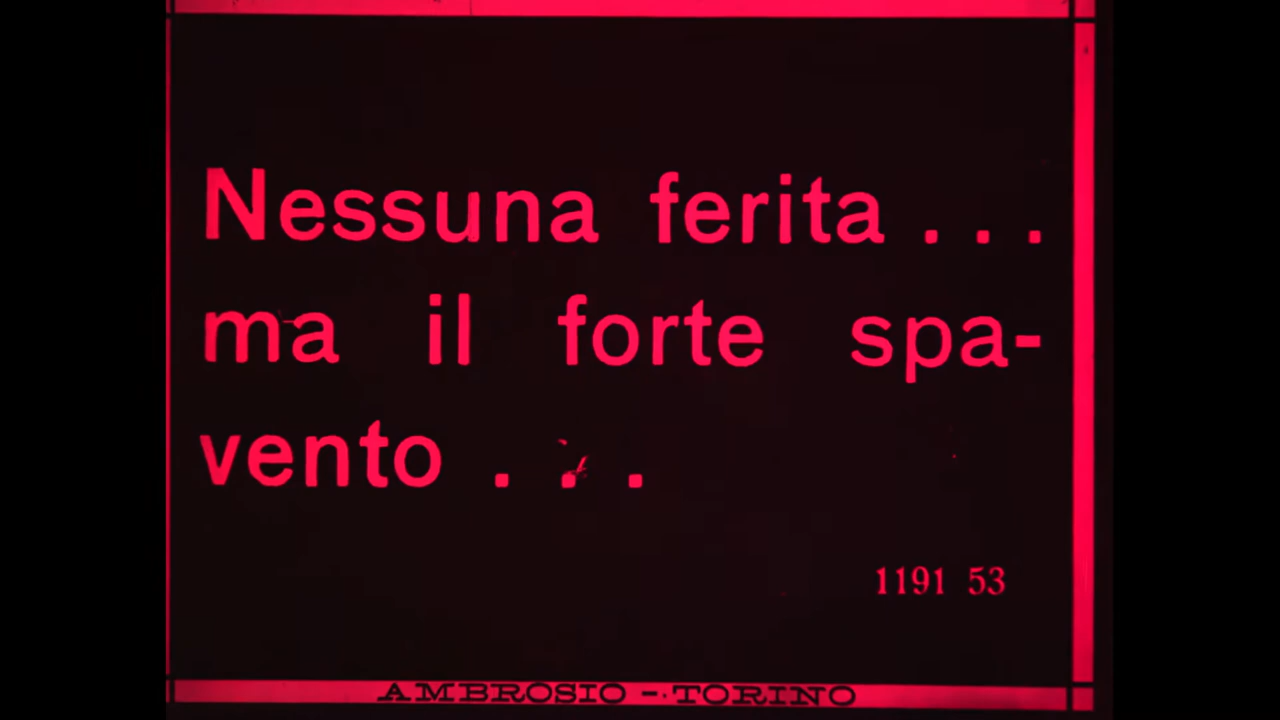 Nessuna ferita . . .
ma il forte spa-
vento . . .
1191 53
AMBROSIO - TORINO